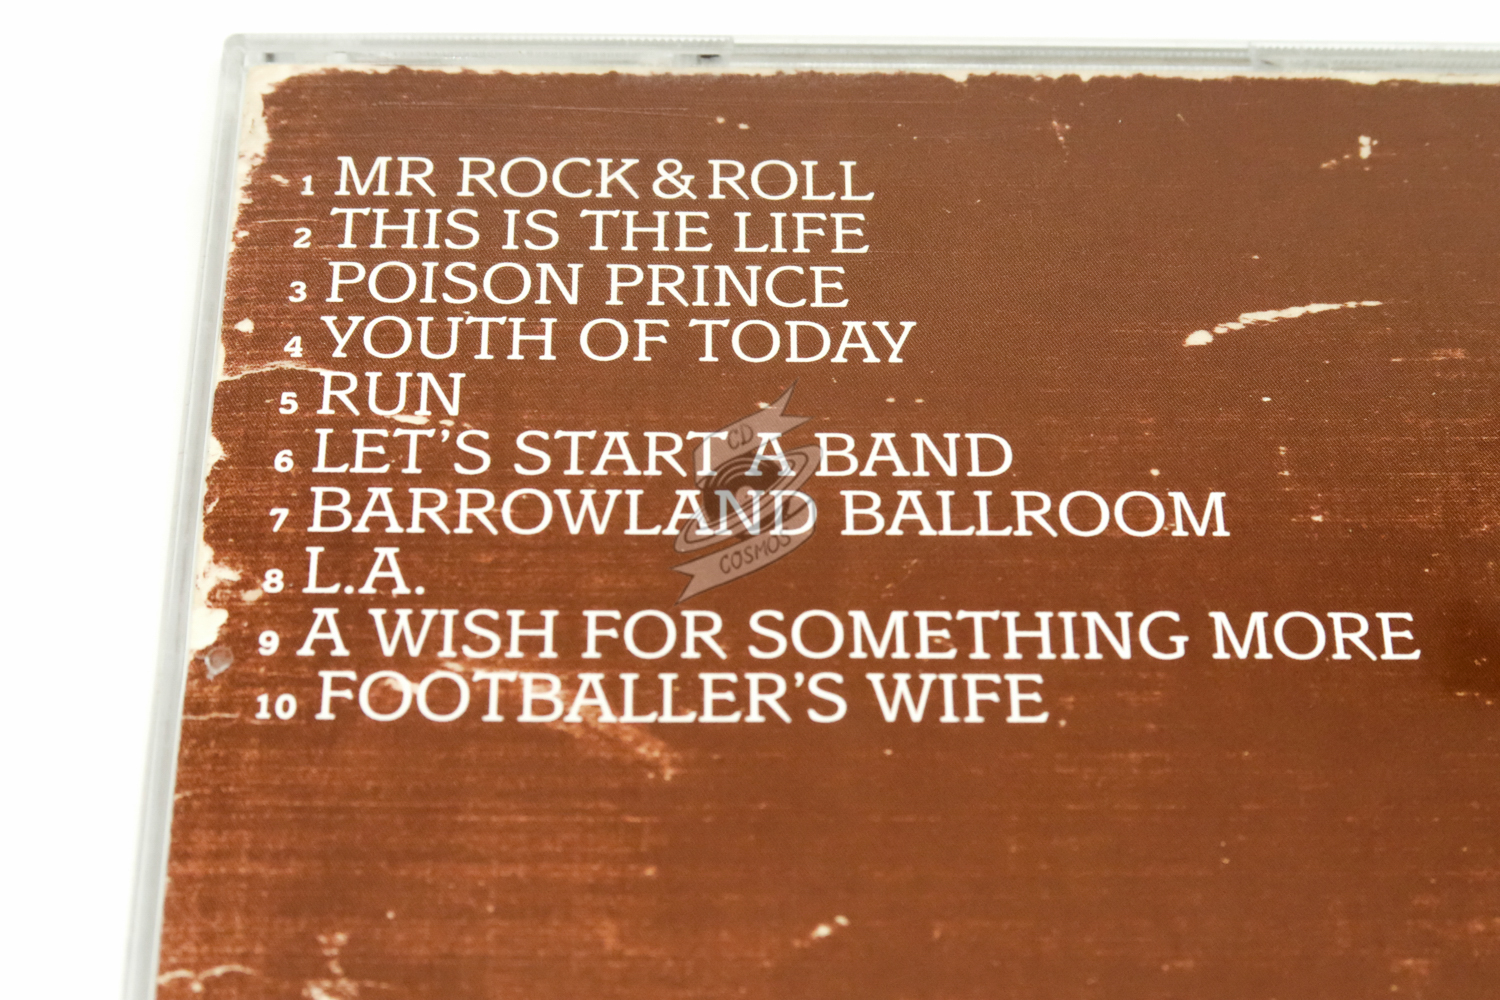 1 MR ROCK & ROLL
2 THIS IS THE LIFE
3 POISON PRINCE
4 YOUTH OF TODAY
5 RUN
6 LET'S START A BAND
7 BARROWLAND BALLROOM
8 L.A.
9 A WISH FOR SOMETHING MORE
10 FOOTBALLER'S WIFE
CD
COSMOS